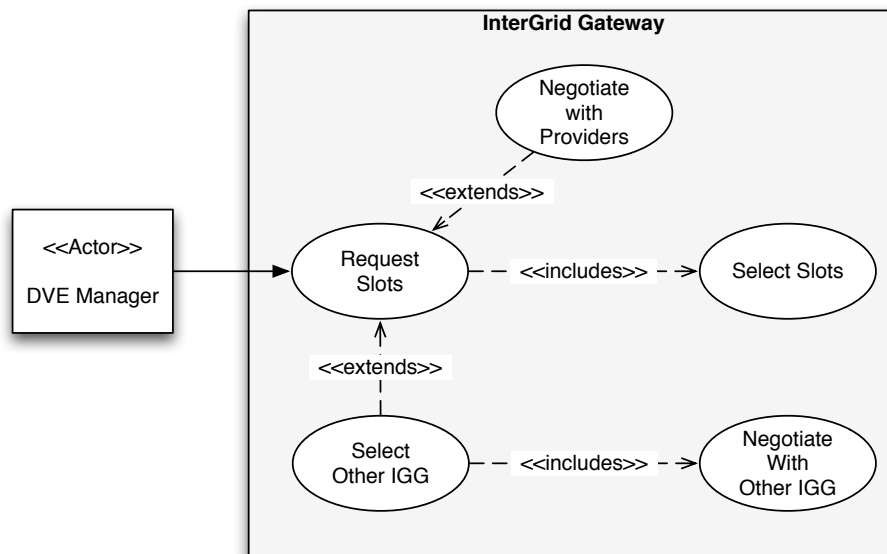 InterGrid Gateway
Negotiate
with
Providers
<<extends>>
<<Actor>>
DVE Manager
Request
Slots
<<includes>>
Select Slots
<<extends>>
Select
Other IGG
<<includes>>
Negotiate
With
Other IGG